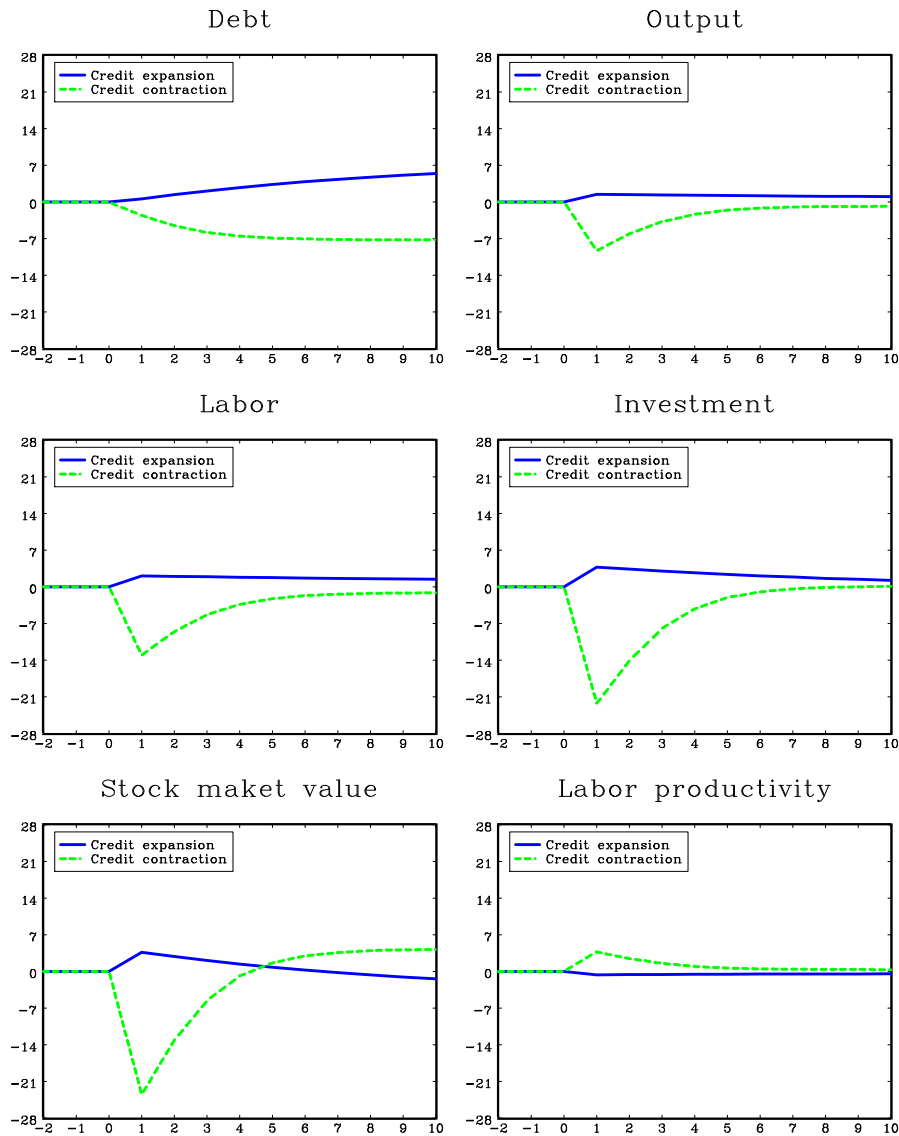 Debt
28
21
14
7
0
-7
-14
-21
-28
Credit expansion
Credit contraction
-2 -1 0 1 2 3 4 5 6 7 8 9 10
Output
28
21
14
7
0
-7
-14
-21
-28
Credit expansion
Credit contraction
-2 -1 0 1 2 3 4 5 6 7 8 9 10
Labor
28
21
14
7
0
-7
-14
-21
-28
Credit expansion
Credit contraction
-2 -1 0 1 2 3 4 5 6 7 8 9 10
Investment
28
21
14
7
0
-7
-14
-21
-28
Credit expansion
Credit contraction
-2 -1 0 1 2 3 4 5 6 7 8 9 10
Stock maket value
28
21
14
7
0
-7
-14
-21
-28
Credit expansion
Credit contraction
-2 -1 0 1 2 3 4 5 6 7 8 9 10
Labor productivity
28
21
14
7
0
-7
-14
-21
-28
Credit expansion
Credit contraction
-2 -1 0 1 2 3 4 5 6 7 8 9 10